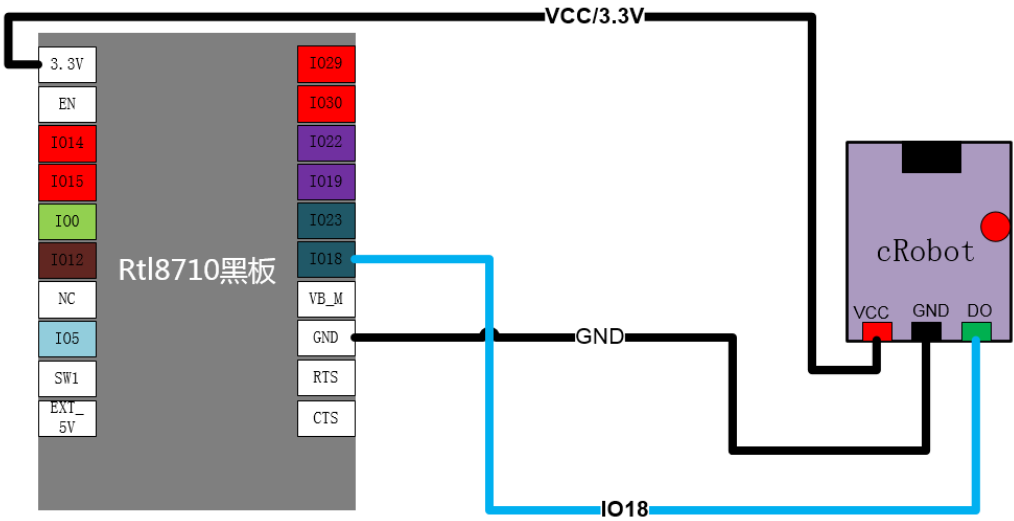 VCC/3.3V
3.3V
EN
IO14
IO15
IO0
IO12
NC
IO5
SW1
EXT_
5V
Rtl8710黑板
IO29
IO30
IO22
IO19
IO23
IO18
VB_M
GND
RTS
CTS
GND
IO18
cRobot
VCC GND DO